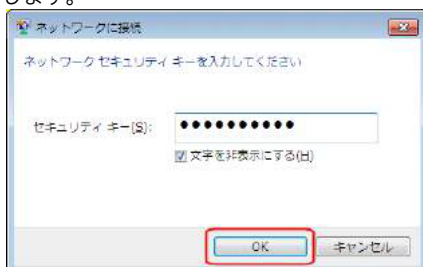 します。
ネットワークに接続
ネットワーク セキュリティ キーを入力してください
セキュリティ キー(S):
●●●●●●●●●●
文字を非表示にする(H)
OK
キャンセル